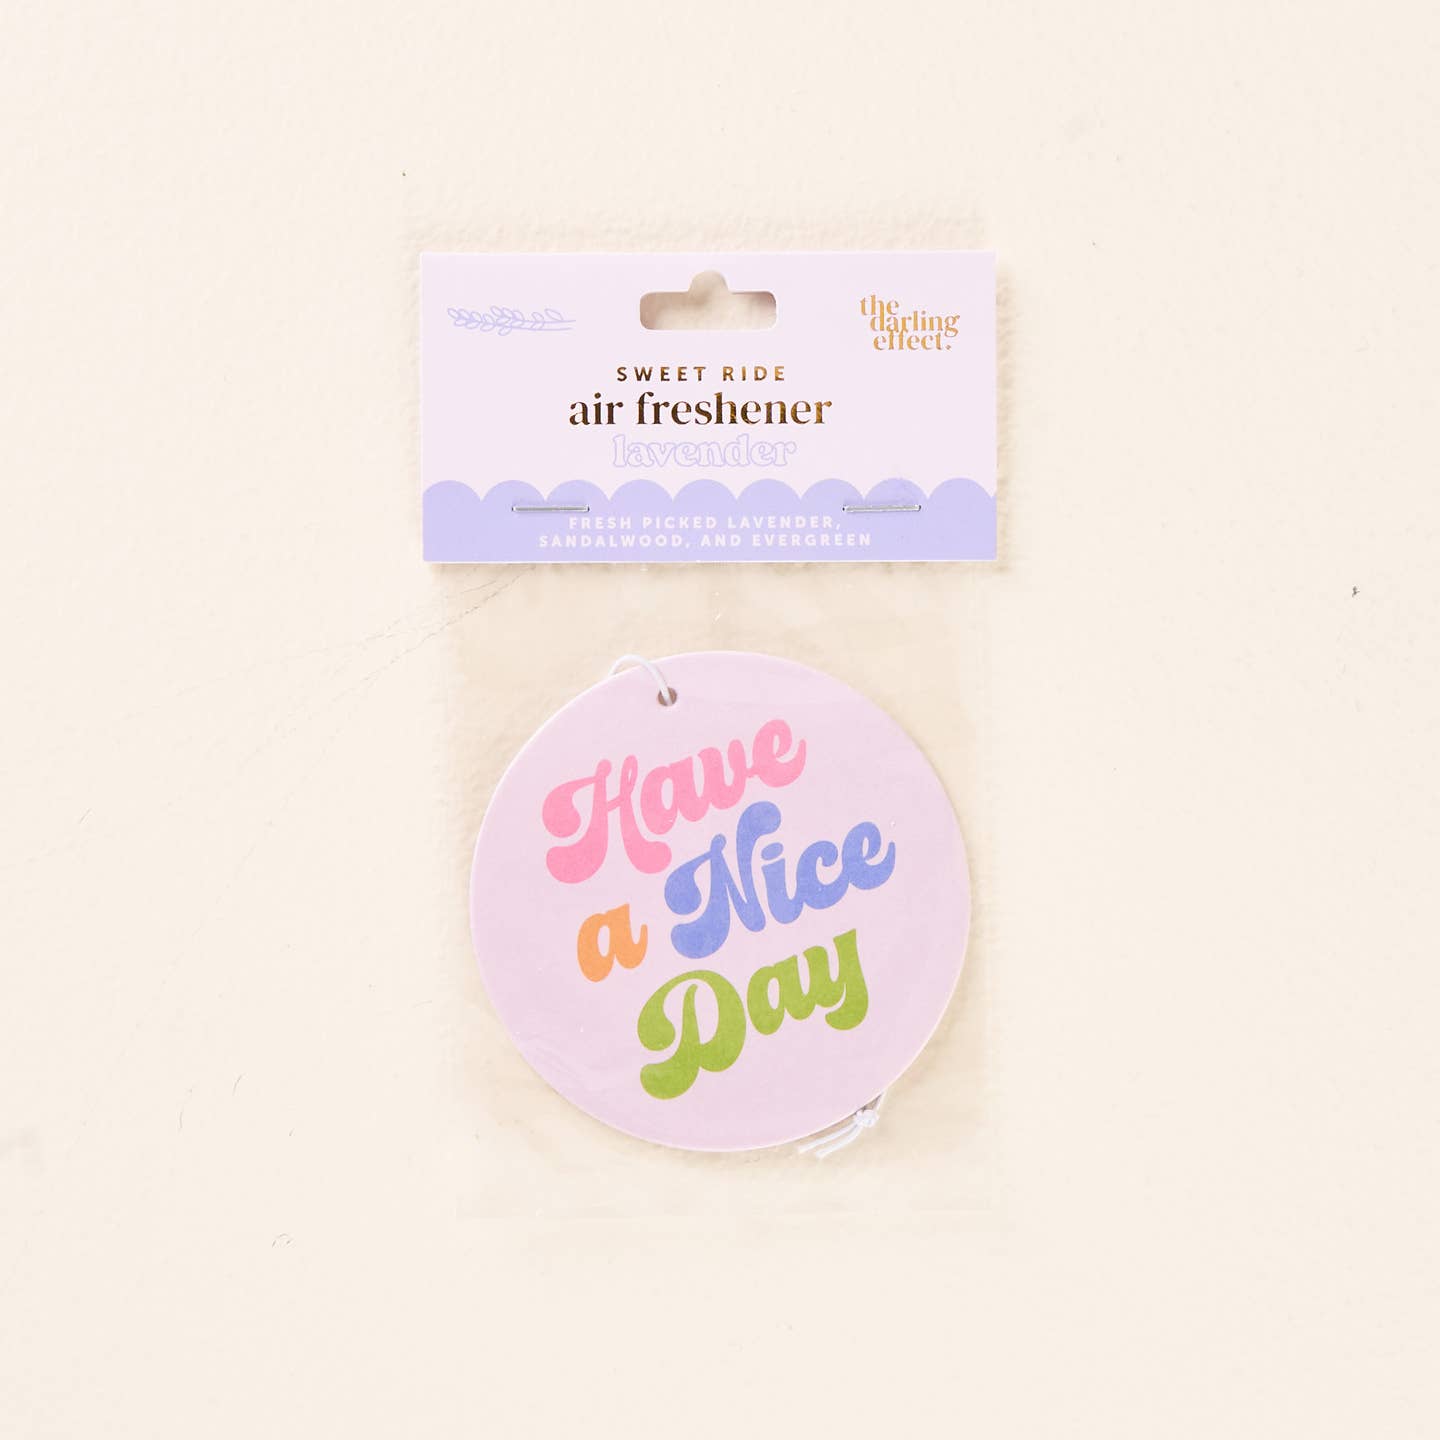 the
darling
effect.
SWEET RIDE
air freshener
lavender
FRESH PICKED LAVENDER,
SANDALWOOD, AND EVERGREEN
Have
a Nice
Day